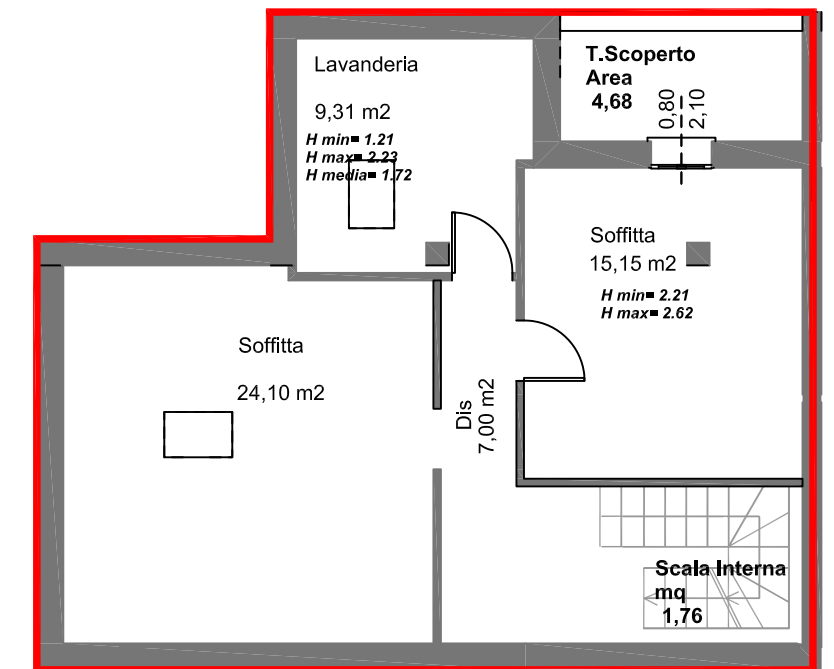 Lavanderia
9,31 m2
H min= 1.21
H max= 2.23
H media= 1.72
T.Scoperto
Area
4,68
0,80
2,10
Soffitta
15,15 m2
H min= 2.21
H max= 2.62
Soffitta
24,10 m2
Dis
7,00 m2
Scala Interna
mq
1,76